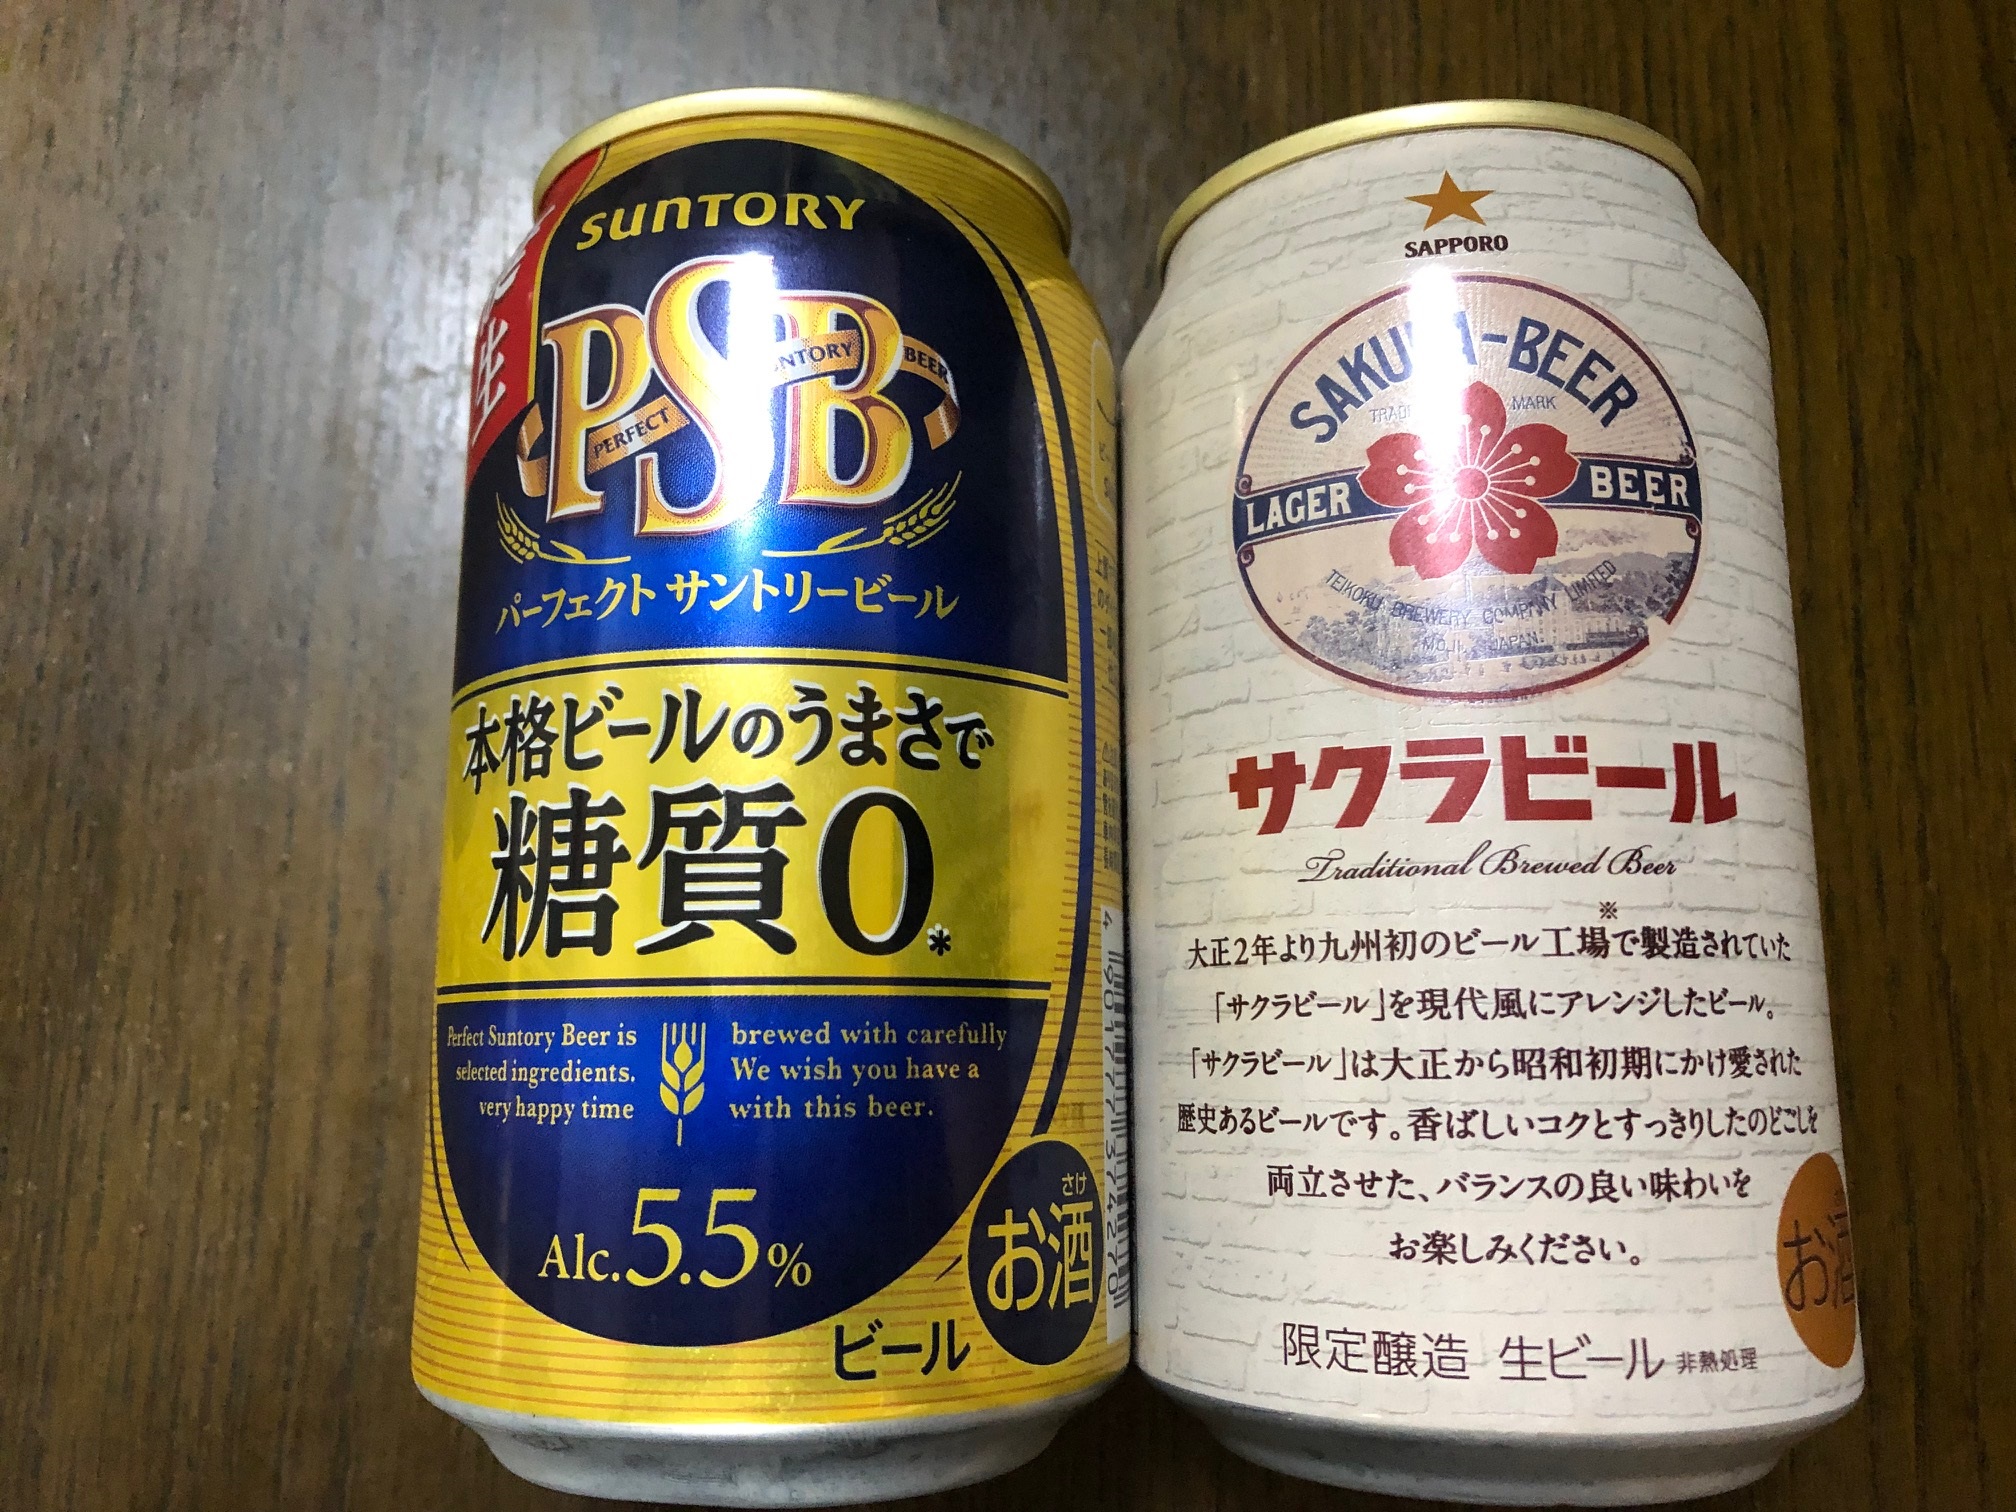 SUNTORY
生
PSB
PERFECT SUNTORY BEER
パーフェクト サントリービール
本格ビールのうまさで
糖質0*
Perfect Suntory Beer is brewed with carefully
selected ingredients. We wish you have a
very happy time with this beer.
Alc.5.5%
さけ
お酒
ビール
4 901777 374270
SAPPORO
SAKURA-BEER
TRADE MARK
LAGER BEER
TEIKOKU BREWERY COMPANY LIMITED
MOJI, JAPAN.
サクラビール
Traditional Brewed Beer
※
大正2年より九州初のビール工場で製造されていた
「サクラビール」を現代風にアレンジしたビール。
「サクラビール」は大正から昭和初期にかけ愛された
歴史あるビールです。香ばしいコクとすっきりしたのどごしを
両立させた、バランスの良い味わいを
お楽しみください。
限定醸造 生ビール 非熱処理
お酒